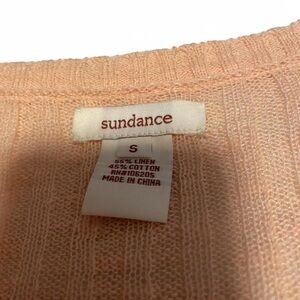 sundance
S
55% LINEN
45% COTTON
RN#106205
MADE IN CHINA